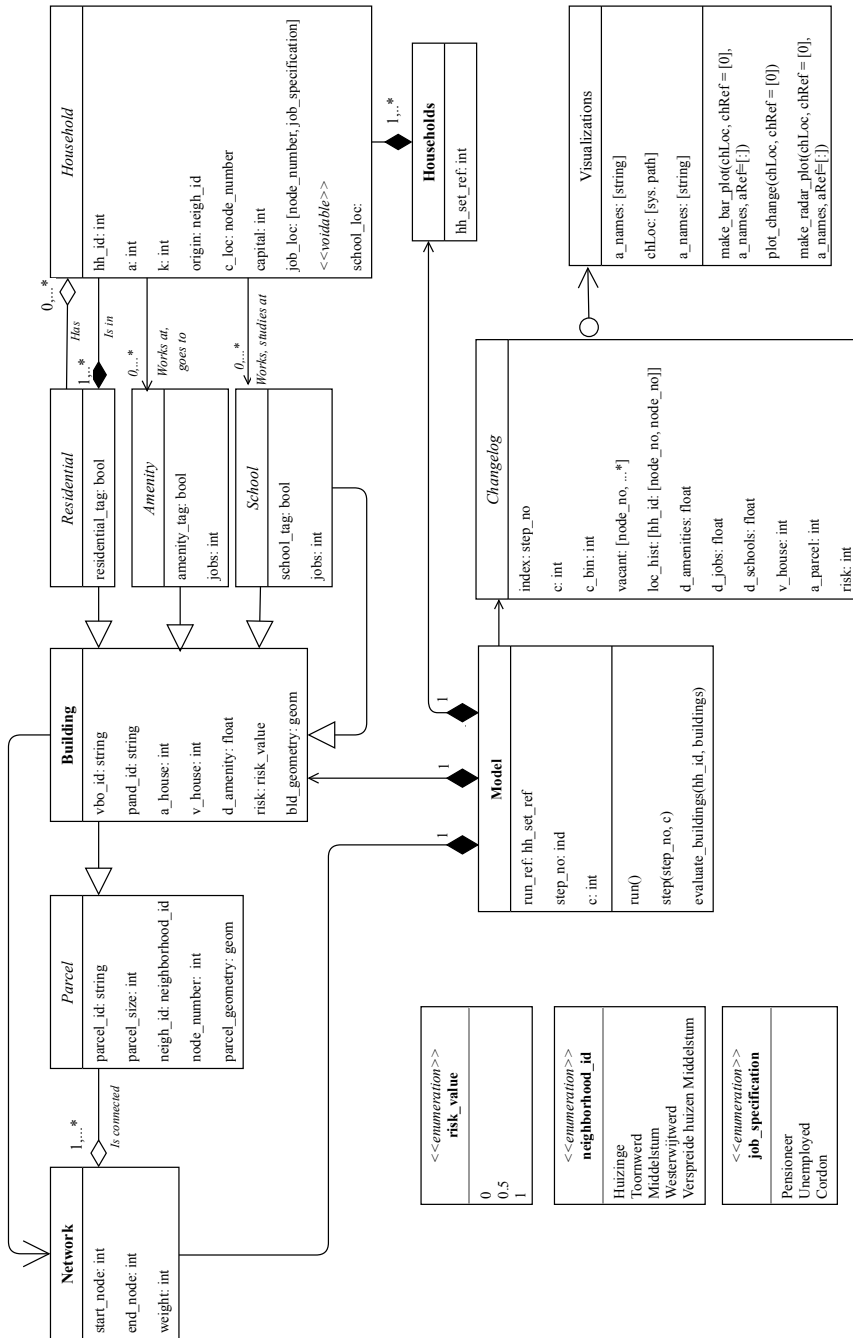 Network
start_node: int
end_node: int
weight: int
1,...*
Is connected
Parcel
parcel_id: string
parcel_size: int
neigh_id: neighborhood_id
node_number: int
parcel_geometry: geom
Building
vbo_id: string
pand_id: string
a_house: int
v_house: int
d_amenity: float
risk: risk_value
bld_geometry: geom
Residential
residential_tag: bool
Amenity
amenity_tag: bool
jobs: int
School
school_tag: bool
jobs: int
0,...*
Has
1,...*
Is in
0,...*
Works at,
goes to
0,...*
Works, studies at
Household
hh_id: int
a: int
k: int
origin: neigh_id
c_loc: node_number
capital: int
job_loc: [node_number, job_specification]
<<voidable>>
school_loc:
1,..*
Households
hh_set_ref: int
<<enumeration>>
risk_value
0
0.5
1
<<enumeration>>
neighborhood_id
Huizinge
Toornwerd
Middelstum
Westerwijtwerd
Verspreide huizen Middelstum
<<enumeration>>
job_specification
Pensioneer
Unemployed
Cordon
1
1
1
Model
run_ref: hh_set_ref
step_no: ind
c: int
run()
step(step_no, c)
evaluate_buildings(hh_id, buildings)
Changelog
index: step_no
c: int
c_bin: int
vacant: [node_no, ...*]
loc_hist: [hh_id: [node_no, node_no]]
d_amenities: float
d_jobs: float
d_schools: float
v_house: int
a_parcel: int
risk: int
Visualizations
a_names: [string]
chLoc: [sys. path]
a_names: [string]
make_bar_plot(chLoc, chRef = [0],
a_names, aRef=[:])
plot_change(chLoc, chRef = [0])
make_radar_plot(chLoc, chRef = [0],
a_names, aRef=[:])